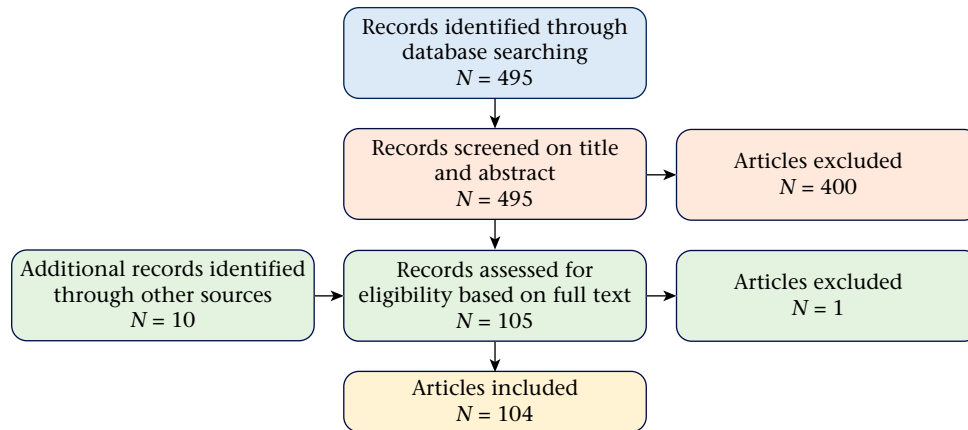 Records identified through
database searching
N = 495
Records screened on title
and abstract
N = 495
Articles excluded
N = 400
Additional records identified
through other sources
N = 10
Records assessed for
eligibility based on full text
N = 105
Articles excluded
N = 1
Articles included
N = 104